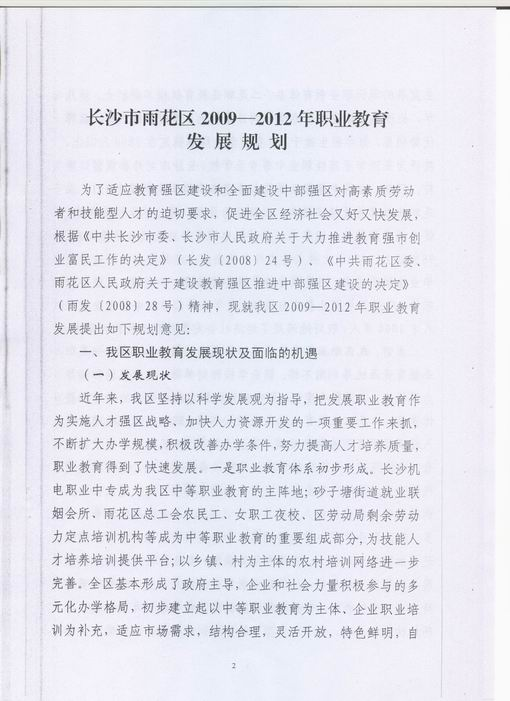 长沙市雨花区 2009—2012 年职业教育
发 展 规 划
为了适应教育强区建设和全面建设中部强区对高素质劳动
者和技能型人才的迫切要求，促进全区经济社会又好又快发展，
根据《中共长沙市委、长沙市人民政府关于大力推进教育强市创
业富民工作的决定》（长发〔2008〕24 号）、《中共雨花区委、
雨花区人民政府关于建设教育强区推进中部强区建设的决定》
（雨发〔2008〕28 号）精神，现就我区 2009—2012 年职业教育
发展提出如下规划意见：
一、我区职业教育发展现状及面临的机遇
（一）发展现状
近年来，我区坚持以科学发展观为指导，把发展职业教育作
为实施人才强区战略、加快人力资源开发的一项重要工作来抓，
不断扩大办学规模，积极改善办学条件，努力提高人才培养质量，
职业教育得到了快速发展。一是职业教育体系初步形成。长沙机
电职业中专成为我区中等职业教育的主阵地；砂子塘街道就业联
姻会所、雨花区总工会农民工、女职工夜校、区劳动局剩余劳动
力定点培训机构等成为中等职业教育的重要组成部分，为技能人
才培养培训提供平台；以乡镇、村为主体的农村培训网络进一步
完善。全区基本形成了政府主导，企业和社会力量积极参与的多
元化办学格局，初步建立起以中等职业教育为主体、企业职业培
训为补充，适应市场需求，结构合理，灵活开放，特色鲜明，自
2